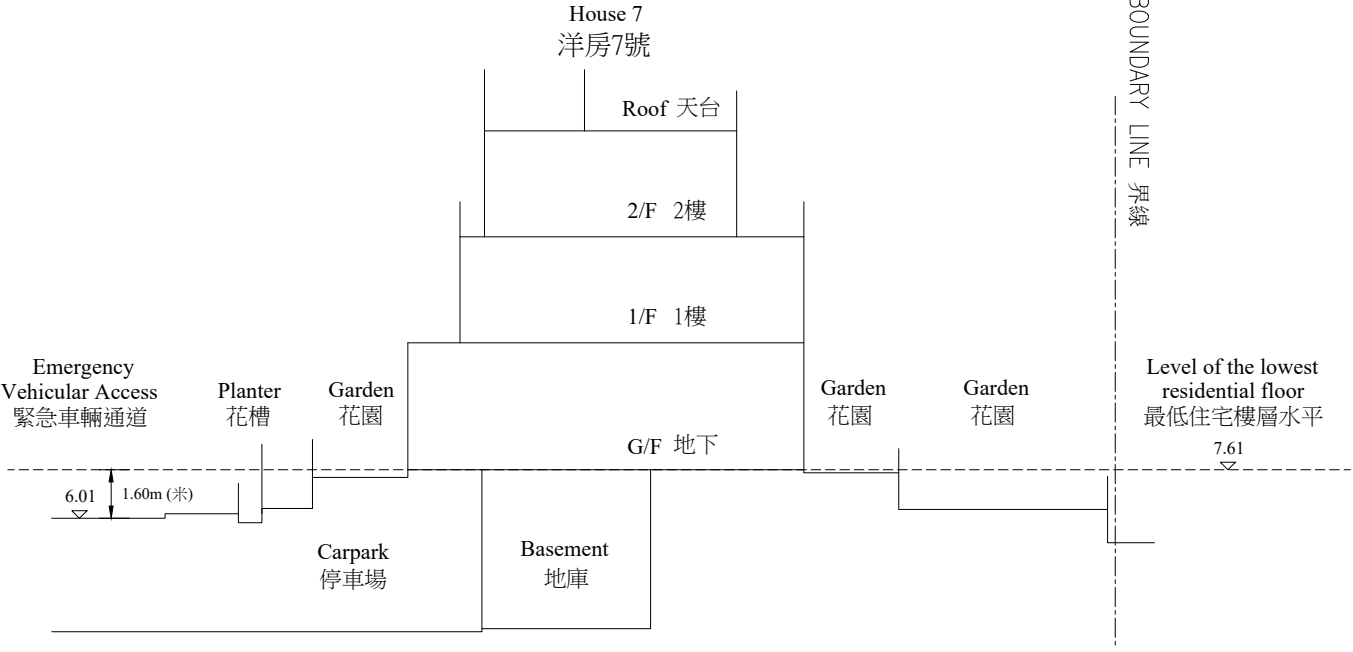 House 7
洋房7號
BOUNDARY LINE 界線
Roof 天台
2/F 2樓
1/F 1樓
Emergency
Vehicular Access
緊急車輛通道
Planter
花槽
Garden
花園
G/F 地下
Garden
花園
Garden
花園
Level of the lowest
residential floor
最低住宅樓層水平
7.61
6.01
1.60m (米)
Carpark
停車場
Basement
地庫